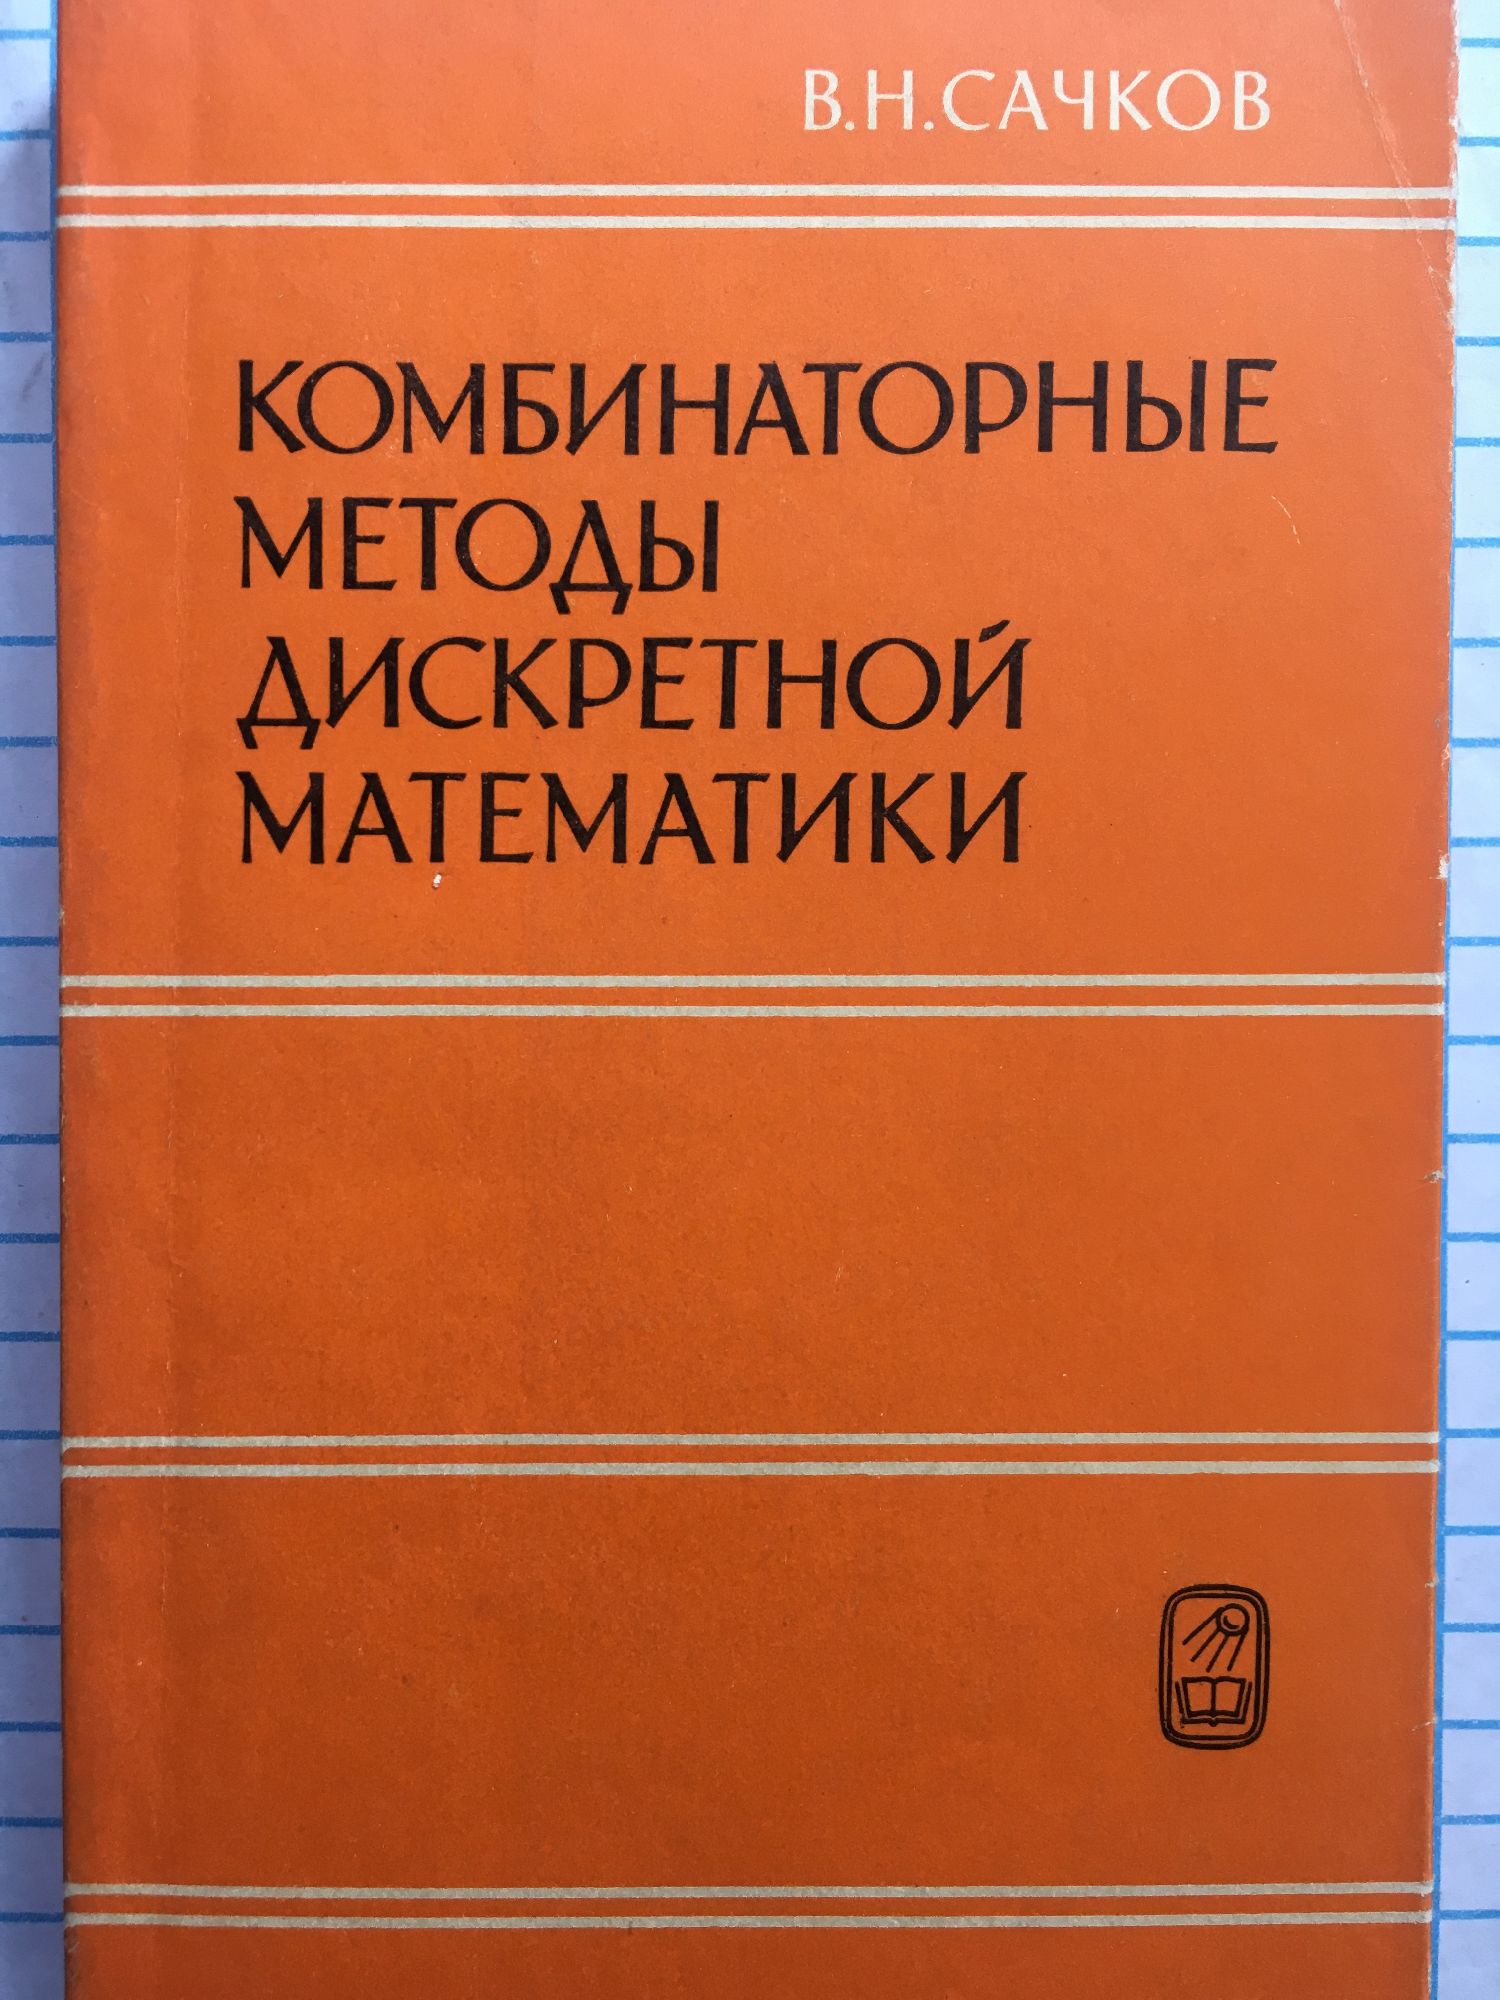 В.Н.САЧКОВ
КОМБИНАТОРНЫЕ
МЕТОДЫ
ДИСКРЕТНОЙ
МАТЕМАТИКИ